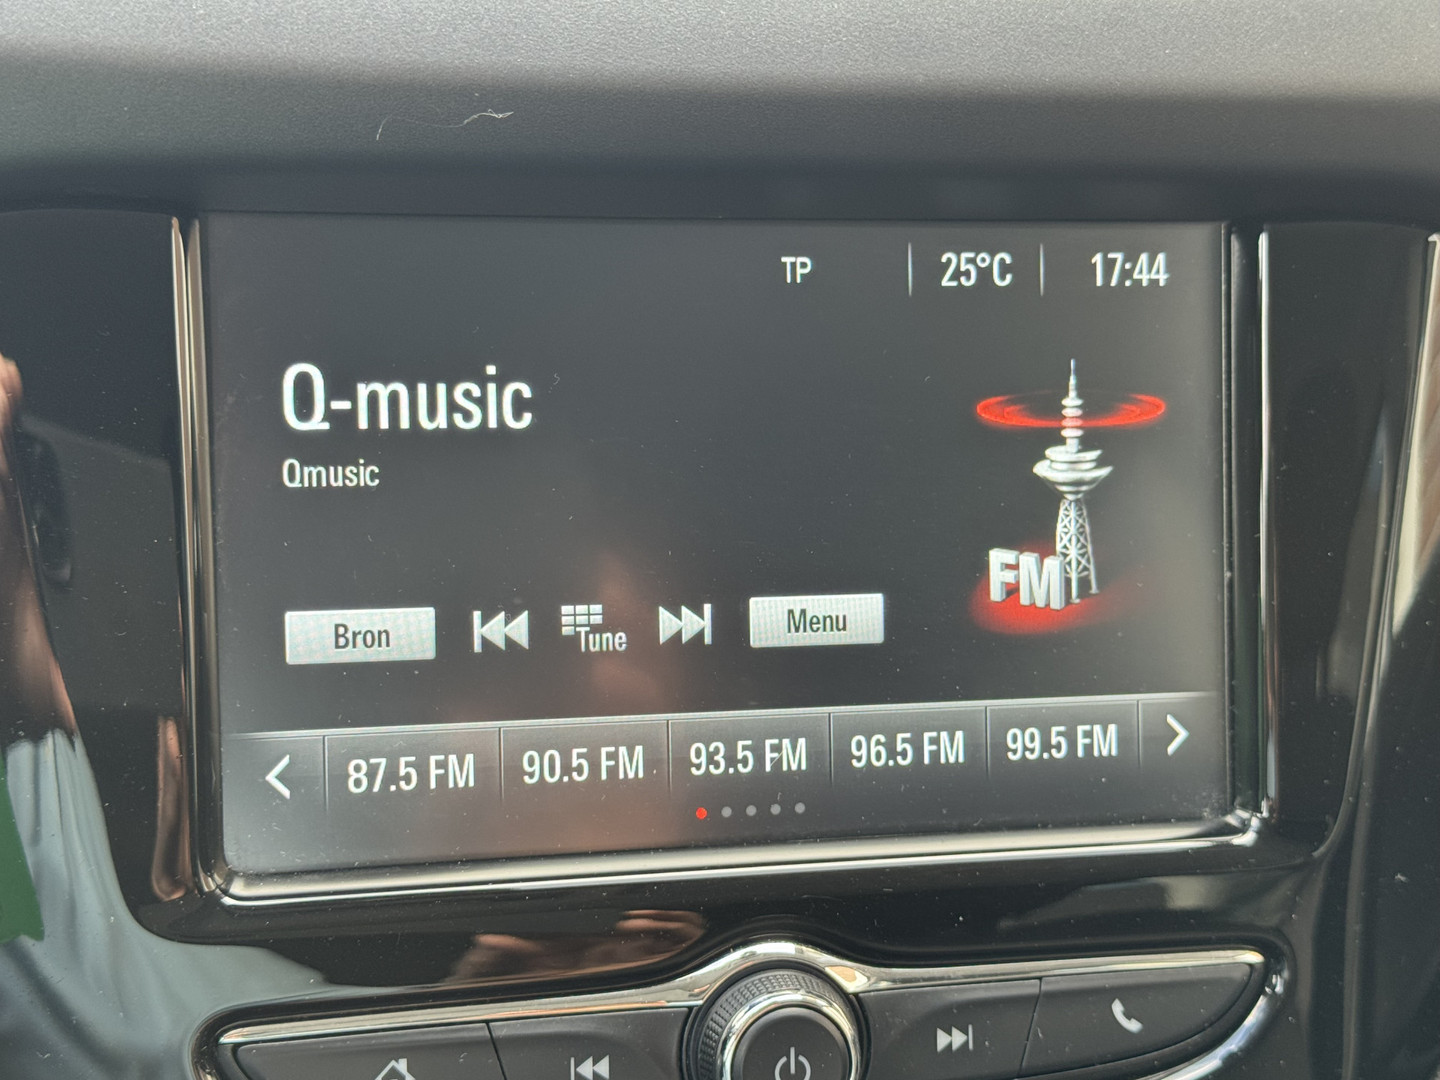 TP 25°C 17:44
Q-music
Qmusic
FM
Bron Tune Menu
87.5 FM 90.5 FM 93.5 FM 96.5 FM 99.5 FM